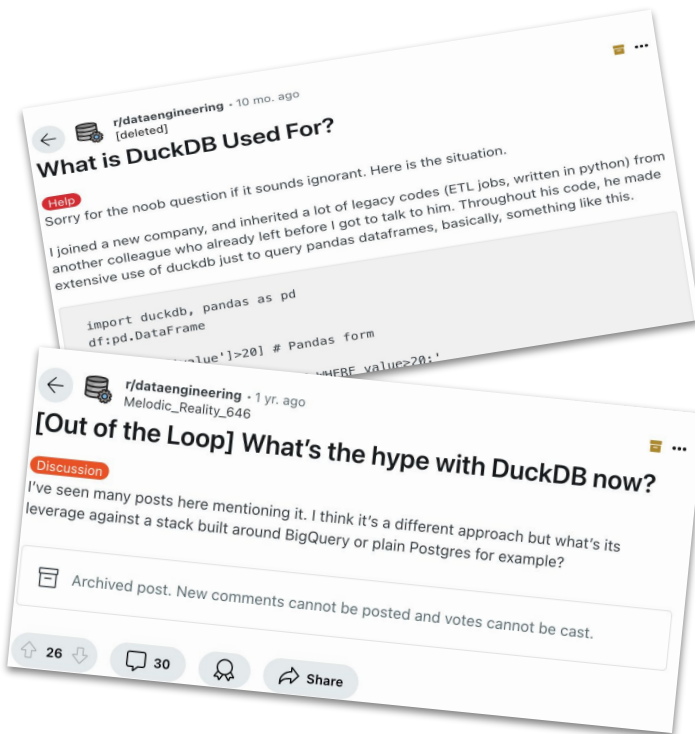 r/dataengineering · 10 mo. ago
[deleted]
What is DuckDB Used For?
Help
Sorry for the noob question if it sounds ignorant. Here is the situation.
I joined a new company, and inherited a lot of legacy codes (ETL jobs, written in python) from
another colleague who already left before I got to talk to him. Throughout his code, he made
extensive use of duckdb just to query pandas dataframes, basically, something like this.
import duckdb, pandas as pd
df:pd.DataFrame
']>20] # Pandas form
WHERE value>20;'
r/dataengineering · 1 yr. ago
Melodic_Reality_646
[Out of the Loop] What's the hype with DuckDB now?
Discussion
I've seen many posts here mentioning it. I think it's a different approach but what's its
leverage against a stack built around BigQuery or plain Postgres for example?
Archived post. New comments cannot be posted and votes cannot be cast.
26
30
Share